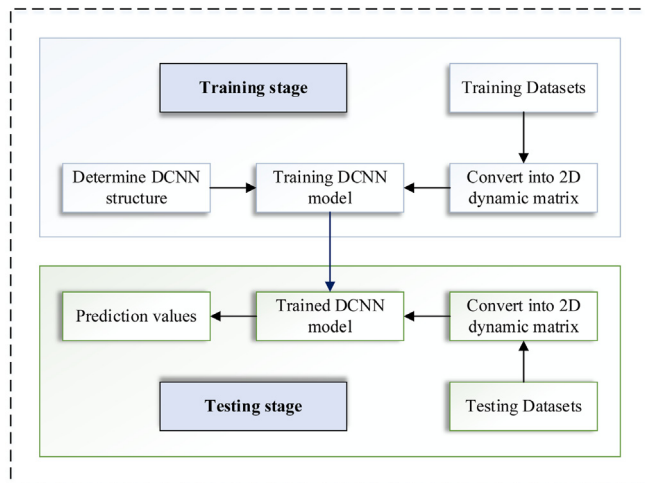 Training stage
Training Datasets
Determine DCNN
structure
Training DCNN
model
Convert into 2D
dynamic matrix
Prediction values
Trained DCNN
model
Convert into 2D
dynamic matrix
Testing stage
Testing Datasets